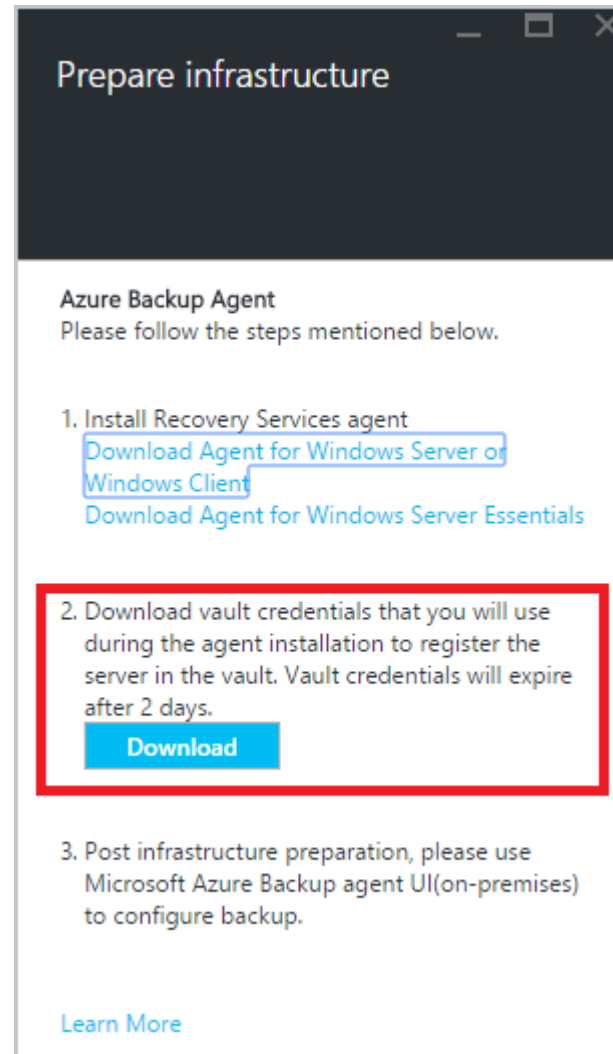 Prepare infrastructure
Azure Backup Agent
Please follow the steps mentioned below.
1. Install Recovery Services agent
Download Agent for Windows Server or
Windows Client
Download Agent for Windows Server Essentials
2. Download vault credentials that you will use
during the agent installation to register the
server in the vault. Vault credentials will expire
after 2 days.
Download
3. Post infrastructure preparation, please use
Microsoft Azure Backup agent UI(on-premises)
to configure backup.
Learn More